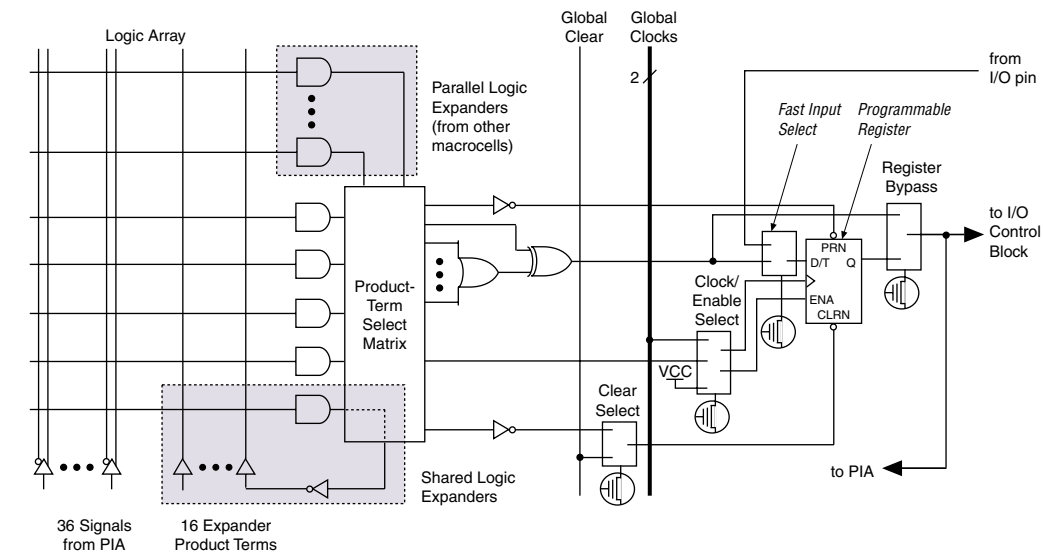 Logic Array
Global
Clear
Global
Clocks
2
from
I/O pin
Parallel Logic
Expanders
(from other
macrocells)
Fast Input
Select
Programmable
Register
Register
Bypass
to I/O
Control
Block
PRN
D/T
Q
ENA
CLRN
Product-
Term
Select
Matrix
Clock/
Enable
Select
VCC
Clear
Select
to PIA
Shared Logic
Expanders
36 Signals
from PIA
16 Expander
Product Terms